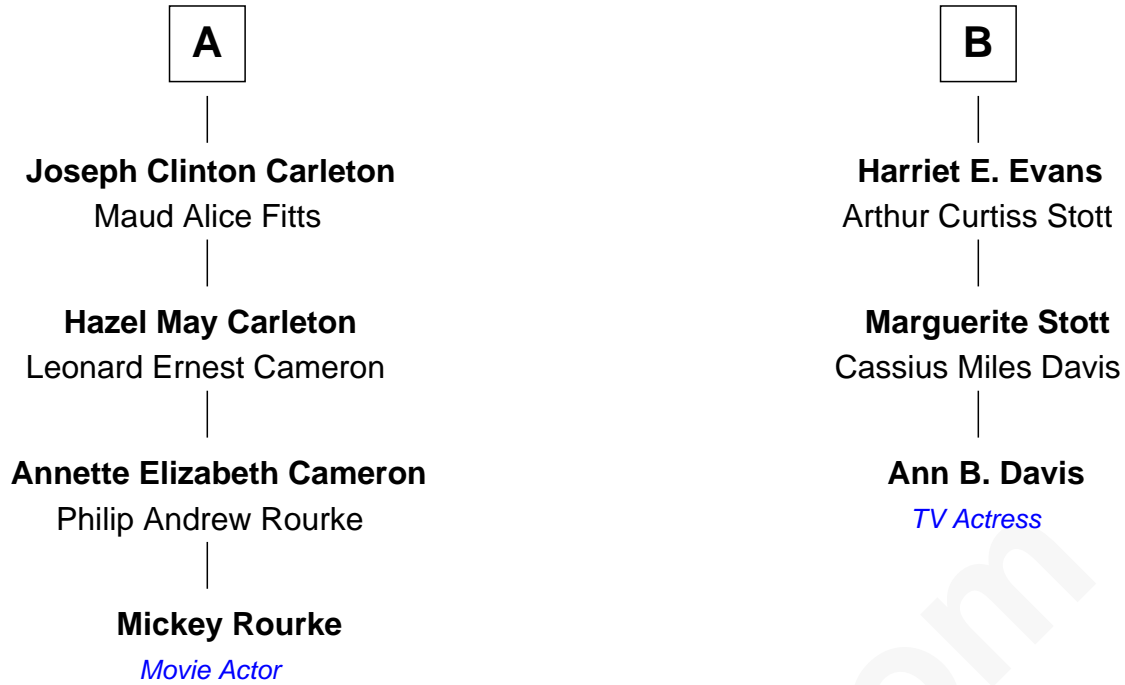 A
Joseph Clinton Carleton
Maud Alice Fitts
Hazel May Carleton
Leonard Ernest Cameron
Annette Elizabeth Cameron
Philip Andrew Rourke
Mickey Rourke
Movie Actor
B
Harriet E. Evans
Arthur Curtiss Stott
Marguerite Stott
Cassius Miles Davis
Ann B. Davis
TV Actress
om